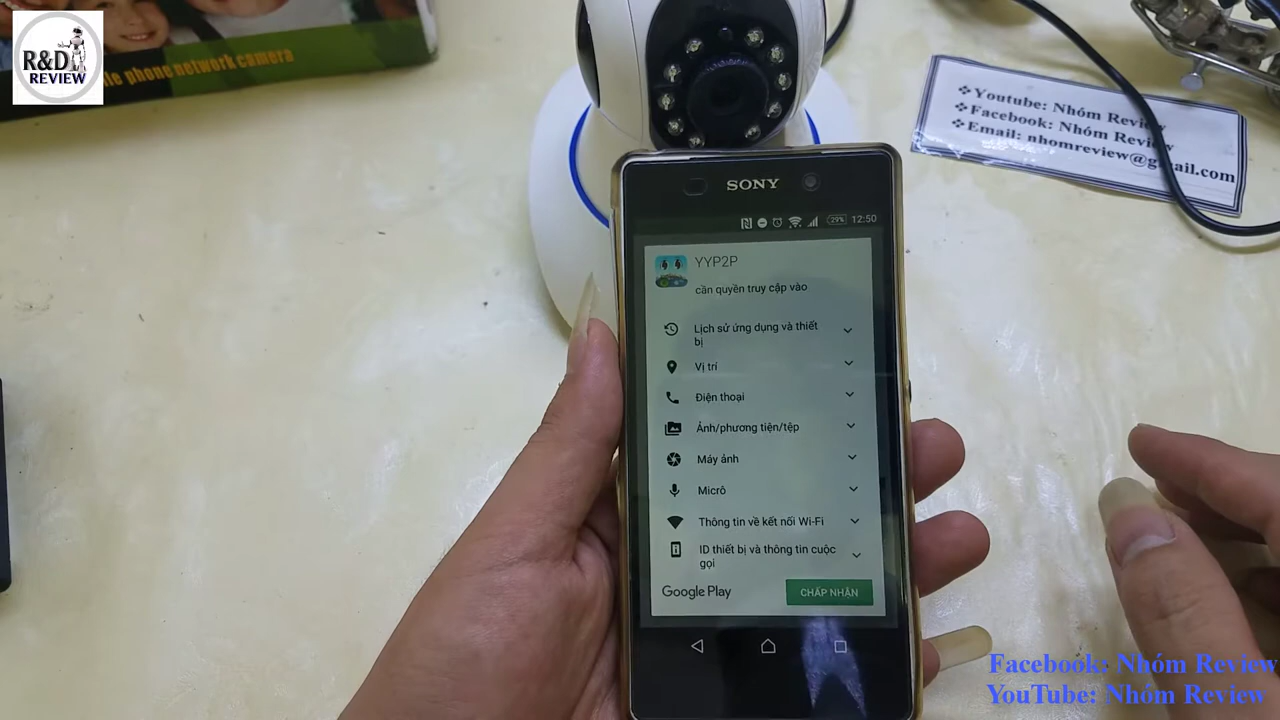 R&D
REVIEW
le phone network camera
❖Youtube: Nhóm Review
❖Facebook: Nhóm Review
❖Email: nhomreview@gmail.com
SONY
29% 12:50
YYP2P
cần quyền truy cập vào
Lịch sử ứng dụng và thiết
bị
Vị trí
Điện thoại
Ảnh/phương tiện/tệp
Máy ảnh
Micrô
Thông tin về kết nối Wi-Fi
ID thiết bị và thông tin cuộc
gọi
Google Play
CHẤP NHẬN
Facebook: Nhóm Review
YouTube: Nhóm Review